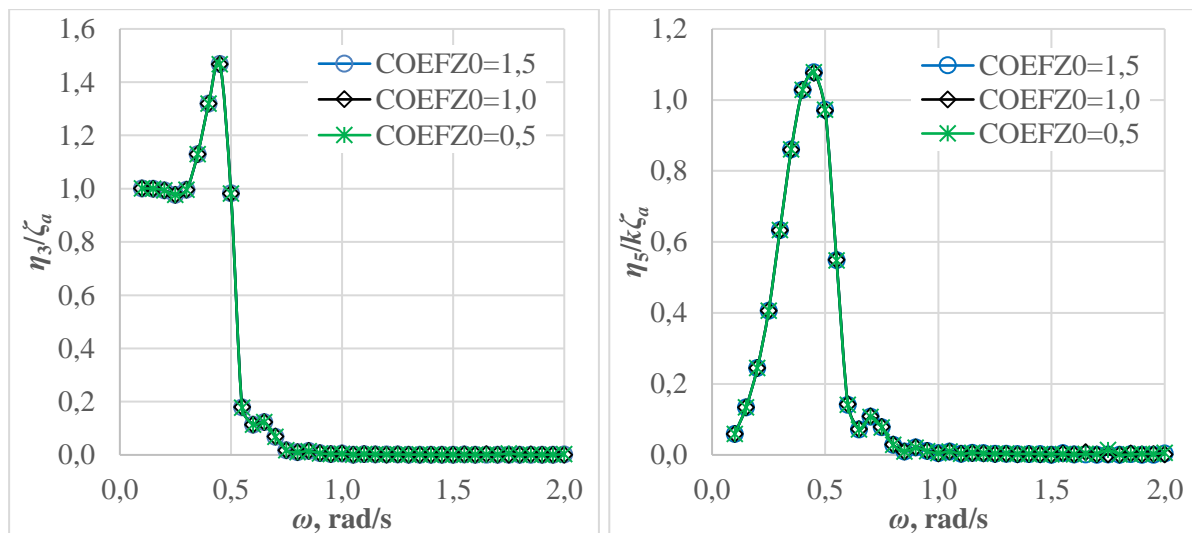 1,6
1,4
1,2
1,0
0,8
0,6
0,4
0,2
0,0
η3/ζa
COEFZ0=1,5
COEFZ0=1,0
COEFZ0=0,5
0,0 0,5 1,0 1,5 2,0
ω, rad/s
1,2
1,0
0,8
0,6
0,4
0,2
0,0
η5/kζa
COEFZ0=1,5
COEFZ0=1,0
COEFZ0=0,5
0,0 0,5 1,0 1,5 2,0
ω, rad/s